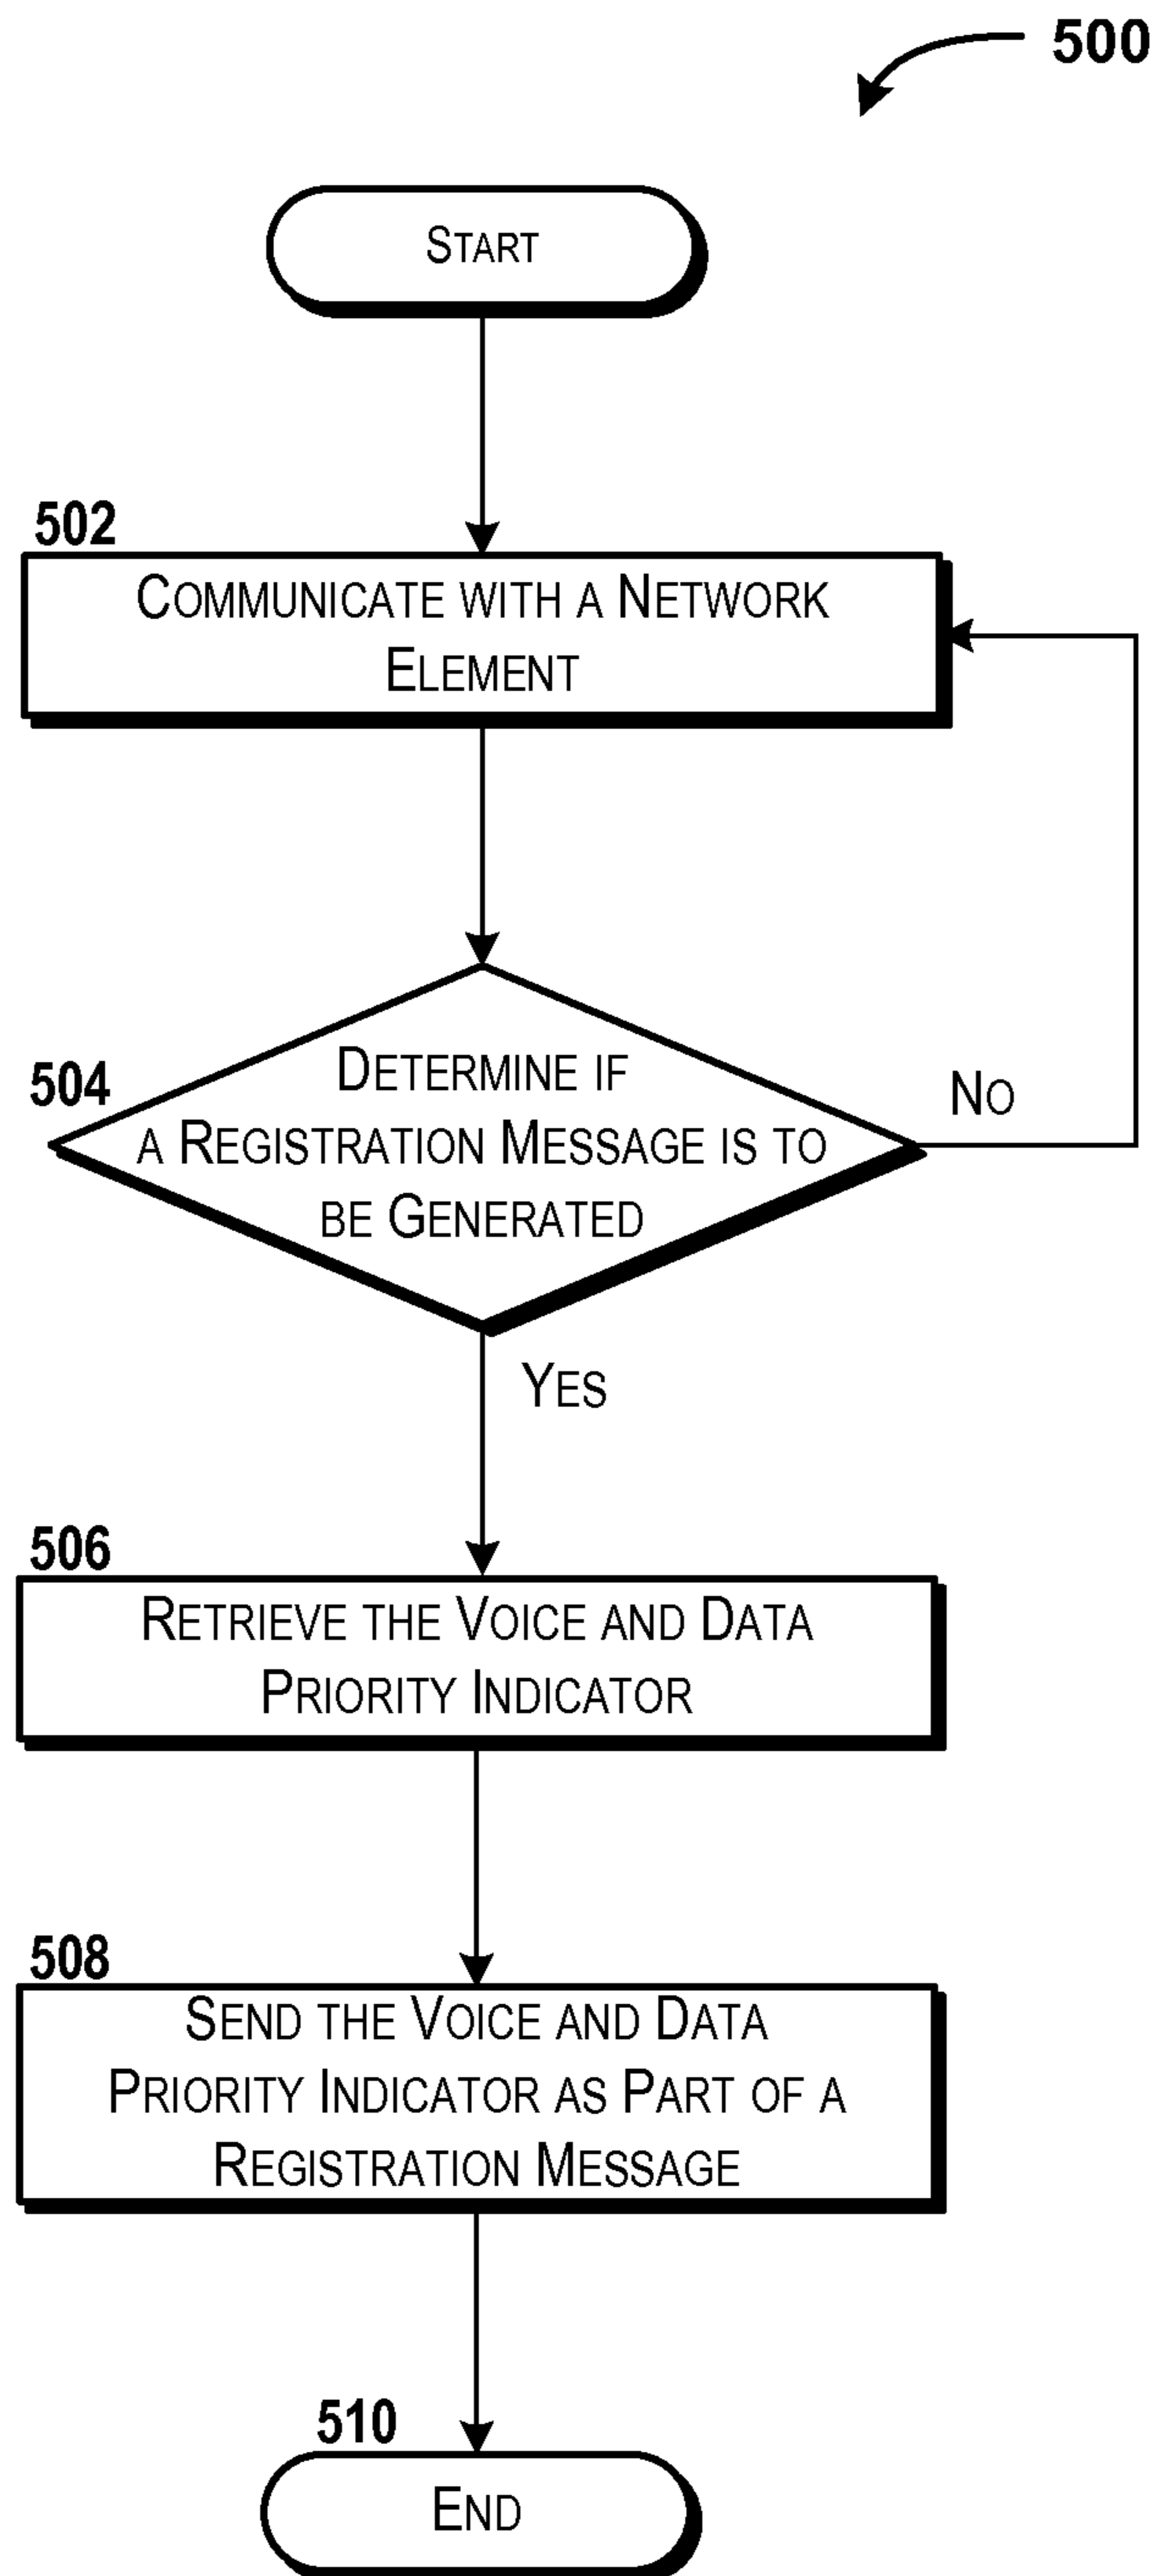 500
START
502
COMMUNICATE WITH A NETWORK
ELEMENT
504
DETERMINE IF
A REGISTRATION MESSAGE IS TO
BE GENERATED
NO
YES
506
RETRIEVE THE VOICE AND DATA
PRIORITY INDICATOR
508
SEND THE VOICE AND DATA
PRIORITY INDICATOR AS PART OF A
REGISTRATION MESSAGE
510
END